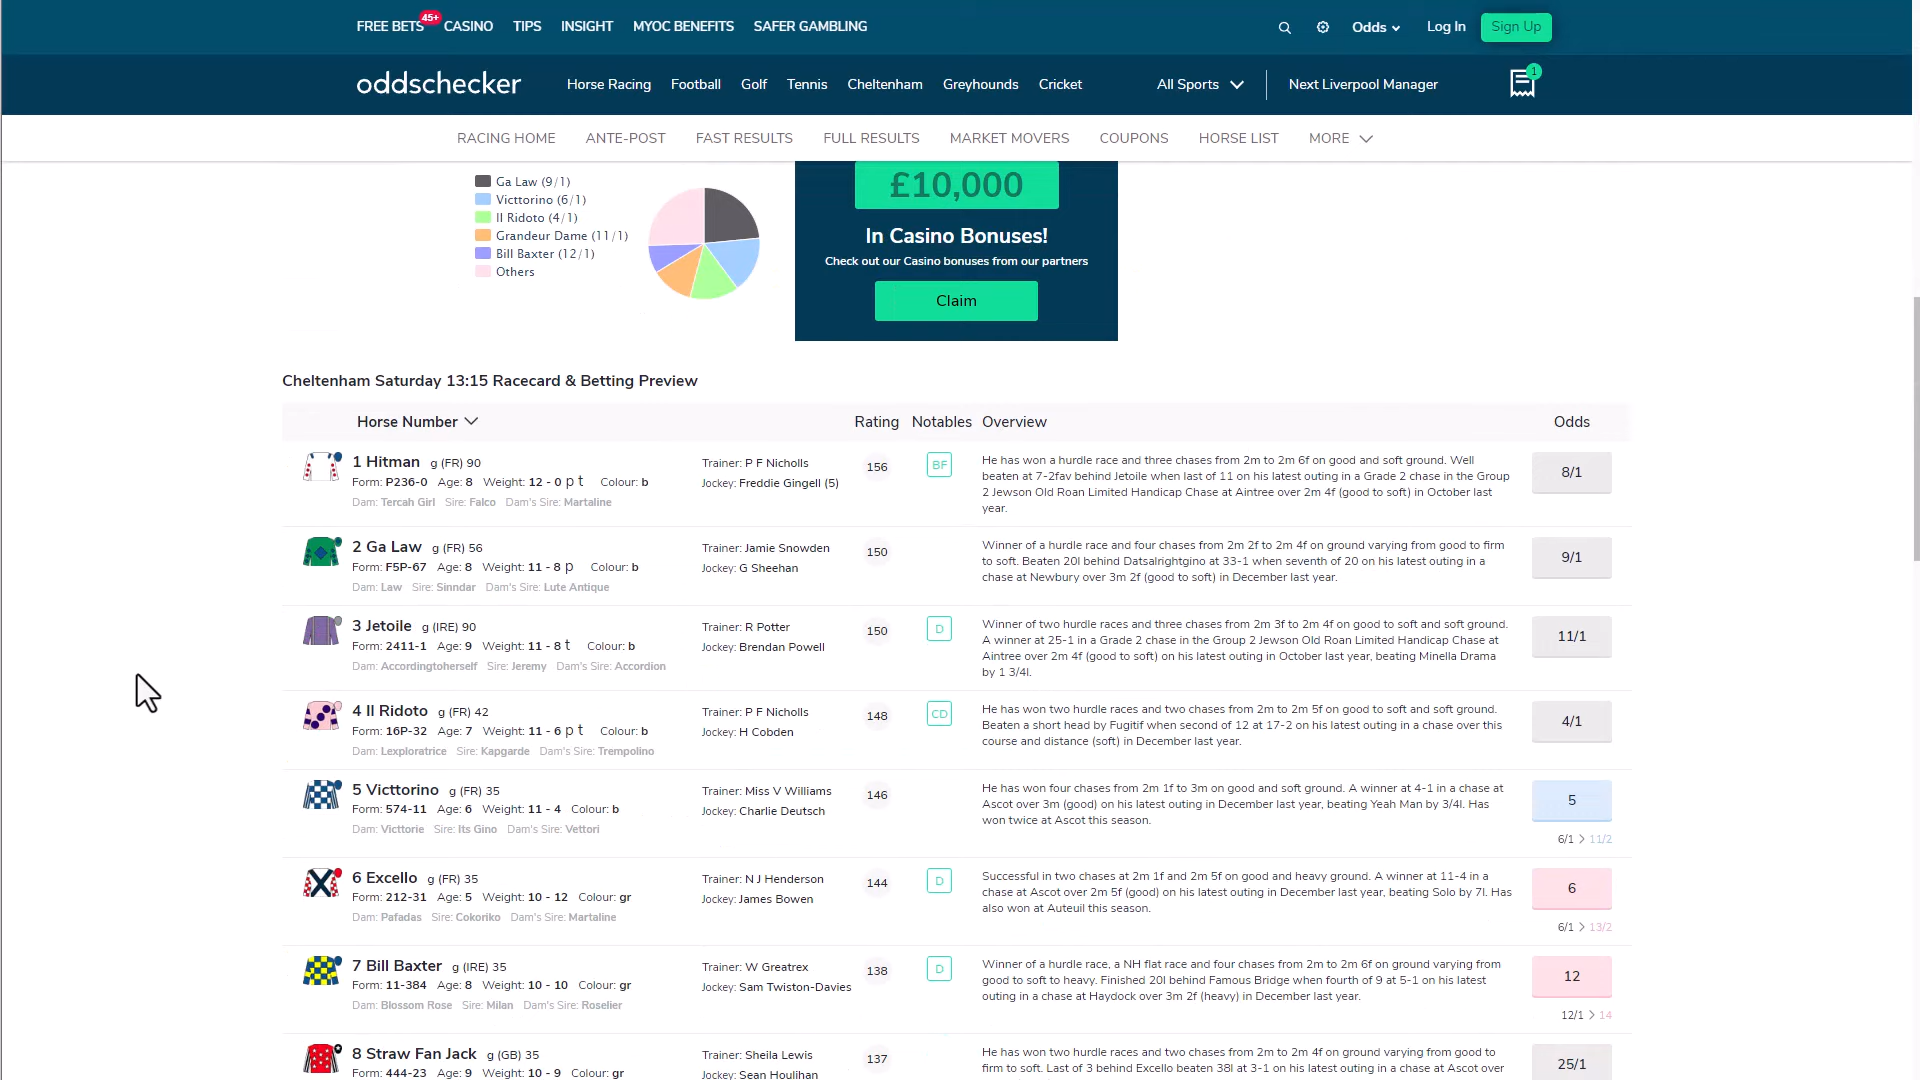 FREE BETS 45+ CASINO TIPS INSIGHT MYOC BENEFITS SAFER GAMBLING Odds Log In Sign Up
oddschecker Horse Racing Football Golf Tennis Cheltenham Greyhounds Cricket All Sports Next Liverpool Manager 1
RACING HOME ANTE-POST FAST RESULTS FULL RESULTS MARKET MOVERS COUPONS HORSE LIST MORE
Ga Law (9/1)
Victtorino (6/1)
Il Ridoto (4/1)
Grandeur Dame (11/1)
Bill Baxter (12/1)
Others
£10,000
In Casino Bonuses!
Check out our Casino bonuses from our partners
Claim
Cheltenham Saturday 13:15 Racecard & Betting Preview
Horse Number Rating Notables Overview Odds
1 Hitman g (FR) 90
Form: P236-0 Age: 8 Weight: 12 - 0 p t Colour: b
Dam: Tercah Girl Sire: Falco Dam's Sire: Martaline
Trainer: P F Nicholls
Jockey: Freddie Gingell (5)
156
BF
He has won a hurdle race and three chases from 2m to 2m 6f on good and soft ground. Well
beaten at 7-2fav behind Jetoile when last of 11 on his latest outing in a Grade 2 chase in the Group
2 Jewson Old Roan Limited Handicap Chase at Aintree over 2m 4f (good to soft) in October last
year.
8/1
2 Ga Law g (FR) 56
Form: F5P-67 Age: 8 Weight: 11 - 8 p Colour: b
Dam: Law Sire: Sinndar Dam's Sire: Lute Antique
Trainer: Jamie Snowden
Jockey: G Sheehan
150
Winner of a hurdle race and four chases from 2m 2f to 2m 4f on ground varying from good to firm
to soft. Beaten 20l behind Datsalrightgino at 33-1 when seventh of 20 on his latest outing in a
chase at Newbury over 3m 2f (good to soft) in December last year.
9/1
3 Jetoile g (IRE) 90
Form: 2411-1 Age: 9 Weight: 11 - 8 t Colour: b
Dam: Accordingtoherself Sire: Jeremy Dam's Sire: Accordion
Trainer: R Potter
Jockey: Brendan Powell
150
D
Winner of two hurdle races and three chases from 2m 3f to 2m 4f on good to soft and soft ground.
A winner at 25-1 in a Grade 2 chase in the Group 2 Jewson Old Roan Limited Handicap Chase at
Aintree over 2m 4f (good to soft) on his latest outing in October last year, beating Minella Drama
by 1 3/4l.
11/1
4 Il Ridoto g (FR) 42
Form: 16P-32 Age: 7 Weight: 11 - 6 p t Colour: b
Dam: Lexploratrice Sire: Kapgarde Dam's Sire: Trempolino
Trainer: P F Nicholls
Jockey: H Cobden
148
CD
He has won two hurdle races and two chases from 2m to 2m 5f on good to soft and soft ground.
Beaten a short head by Fugitif when second of 12 at 17-2 on his latest outing in a chase over this
course and distance (soft) in December last year.
4/1
5 Victtorino g (FR) 35
Form: 574-11 Age: 6 Weight: 11 - 4 Colour: b
Dam: Victtorie Sire: Its Gino Dam's Sire: Vettori
Trainer: Miss V Williams
Jockey: Charlie Deutsch
146
He has won four chases from 2m 1f to 3m on good and soft ground. A winner at 4-1 in a chase at
Ascot over 3m (good) on his latest outing in December last year, beating Yeah Man by 3/4l. Has
won twice at Ascot this season.
5
6/1 > 11/2
6 Excello g (FR) 35
Form: 212-31 Age: 5 Weight: 10 - 12 Colour: gr
Dam: Pafadas Sire: Cokoriko Dam's Sire: Martaline
Trainer: N J Henderson
Jockey: James Bowen
144
D
Successful in two chases at 2m 1f and 2m 5f on good and heavy ground. A winner at 11-4 in a
chase at Ascot over 2m 5f (good) on his latest outing in December last year, beating Solo by 7l. Has
also won at Auteuil this season.
6
6/1 > 13/2
7 Bill Baxter g (IRE) 35
Form: 11-384 Age: 8 Weight: 10 - 10 Colour: gr
Dam: Blossom Rose Sire: Milan Dam's Sire: Roselier
Trainer: W Greatrex
Jockey: Sam Twiston-Davies
138
D
Winner of a hurdle race, a NH flat race and four chases from 2m to 2m 6f on ground varying from
good to soft to heavy. Finished 20l behind Famous Bridge when fourth of 9 at 5-1 on his latest
outing in a chase at Haydock over 3m 2f (heavy) in December last year.
12
12/1 > 14
8 Straw Fan Jack g (GB) 35
Form: 444-23 Age: 9 Weight: 10 - 9 Colour: gr
Trainer: Sheila Lewis
Jockey: Sean Houlihan
137
He has won two hurdle races and two chases from 2m to 2m 4f on ground varying from good to
firm to soft. Last of 3 behind Excello beaten 38l at 3-1 on his latest outing in a chase at Ascot over
25/1